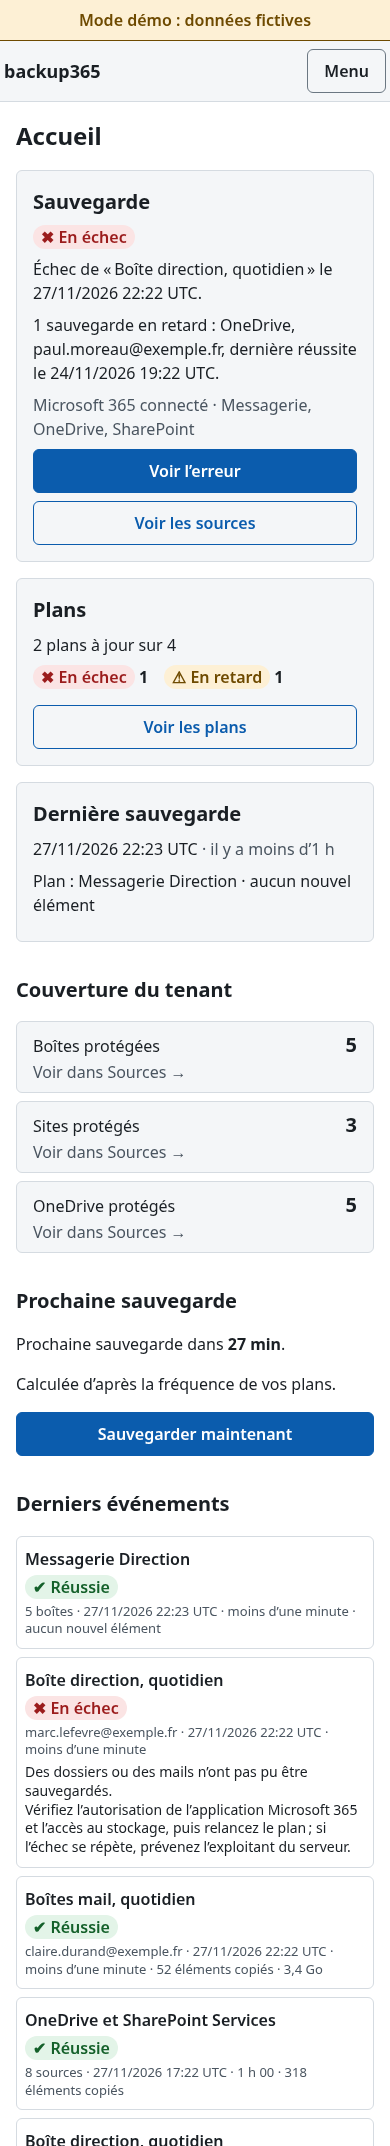 Mode démo : données fictives
backup365
Menu
Accueil
Sauvegarde
✖ En échec
Échec de « Boîte direction, quotidien » le
27/11/2026 22:22 UTC.
1 sauvegarde en retard : OneDrive,
paul.moreau@exemple.fr, dernière réussite
le 24/11/2026 19:22 UTC.
Microsoft 365 connecté · Messagerie,
OneDrive, SharePoint
Voir l’erreur
Voir les sources
Plans
2 plans à jour sur 4
✖ En échec 1 ⚠ En retard 1
Voir les plans
Dernière sauvegarde
27/11/2026 22:23 UTC · il y a moins d’1 h
Plan : Messagerie Direction · aucun nouvel
élément
Couverture du tenant
Boîtes protégées 5
Voir dans Sources →
Sites protégés 3
Voir dans Sources →
OneDrive protégés 5
Voir dans Sources →
Prochaine sauvegarde
Prochaine sauvegarde dans 27 min.
Calculée d’après la fréquence de vos plans.
Sauvegarder maintenant
Derniers événements
Messagerie Direction
✔ Réussie
5 boîtes · 27/11/2026 22:23 UTC · moins d’une minute ·
aucun nouvel élément
Boîte direction, quotidien
✖ En échec
marc.lefevre@exemple.fr · 27/11/2026 22:22 UTC ·
moins d’une minute
Des dossiers ou des mails n’ont pas pu être
sauvegardés.
Vérifiez l’autorisation de l’application Microsoft 365
et l’accès au stockage, puis relancez le plan ; si
l’échec se répète, prévenez l’exploitant du serveur.
Boîtes mail, quotidien
✔ Réussie
claire.durand@exemple.fr · 27/11/2026 22:22 UTC ·
moins d’une minute · 52 éléments copiés · 3,4 Go
OneDrive et SharePoint Services
✔ Réussie
8 sources · 27/11/2026 17:22 UTC · 1 h 00 · 318
éléments copiés
Boîte direction, quotidien